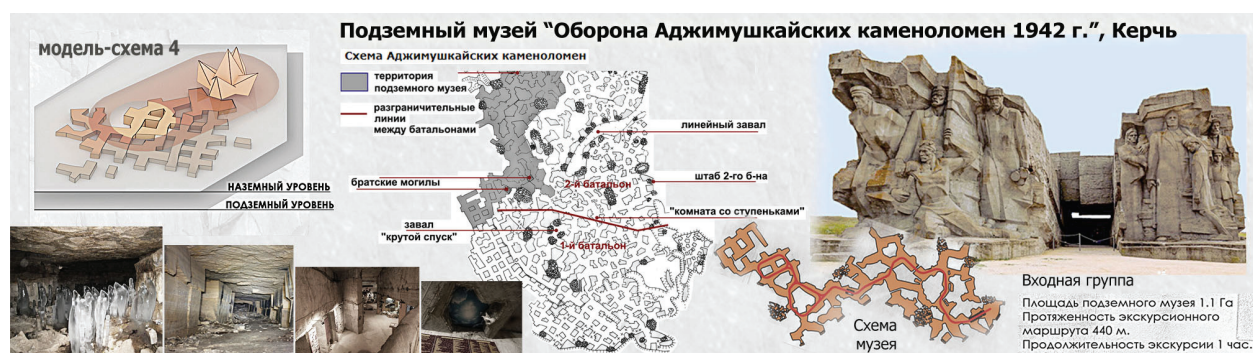 Подземный музей “Оборона Аджимушкайских каменоломен 1942 г.”, Керчь
модель-схема 4
НАЗЕМНЫЙ УРОВЕНЬ
ПОДЗЕМНЫЙ УРОВЕНЬ
Схема Аджимушкайских каменоломен
территория
подземного музея
разграничительные
линии
между батальонами
братские могилы
завал
"крутой спуск"
линейный завал
штаб 2-го б-на
2-й батальон
"комната со ступеньками"
1-й батальон
Схема
музея
Входная группа
Площадь подземного музея 1.1 Га
Протяженность экскурсионного
маршрута 440 м.
Продолжительность экскурсии 1 час.